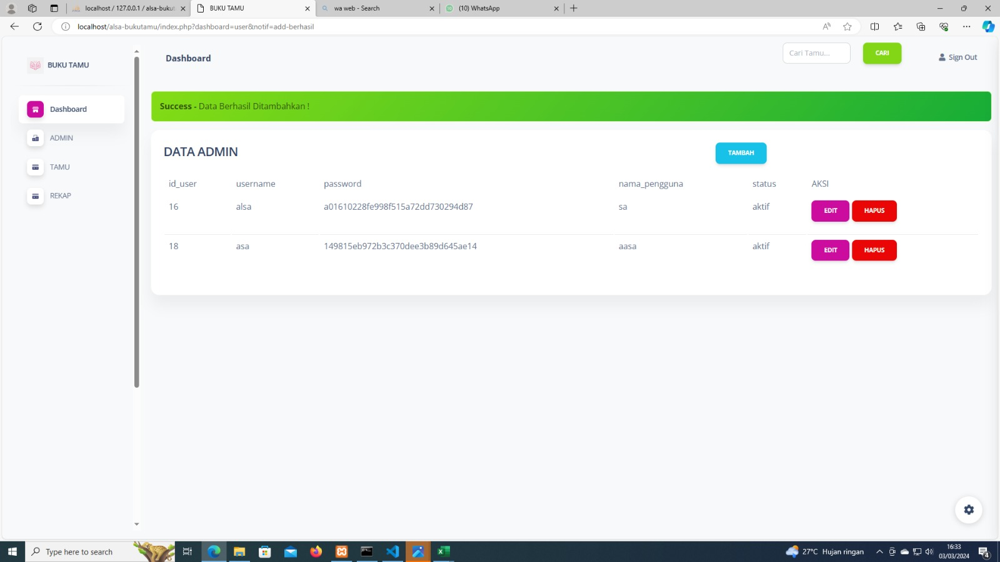 localhost / 127.0.0.1 / alsa-bukut
BUKU TAMU
wa web - Search
(10) WhatsApp
localhost/alsa-bukutamu/index.php?dashboard=user&notif=add-berhasil
BUKU TAMU
Dashboard
ADMIN
TAMU
REKAP
Dashboard
Cari Tamu...
CARI
Sign Out
Success - Data Berhasil Ditambahkan !
DATA ADMIN
TAMBAH
id_user username password nama_pengguna status AKSI
16 alsa a01610228fe998f515a72dd730294d87 sa aktif EDIT HAPUS
18 asa 149815eb972b3c370dee3b89d645ae14 aasa aktif EDIT HAPUS
Type here to search
27°C Hujan ringan
16:33
03/03/2024
4